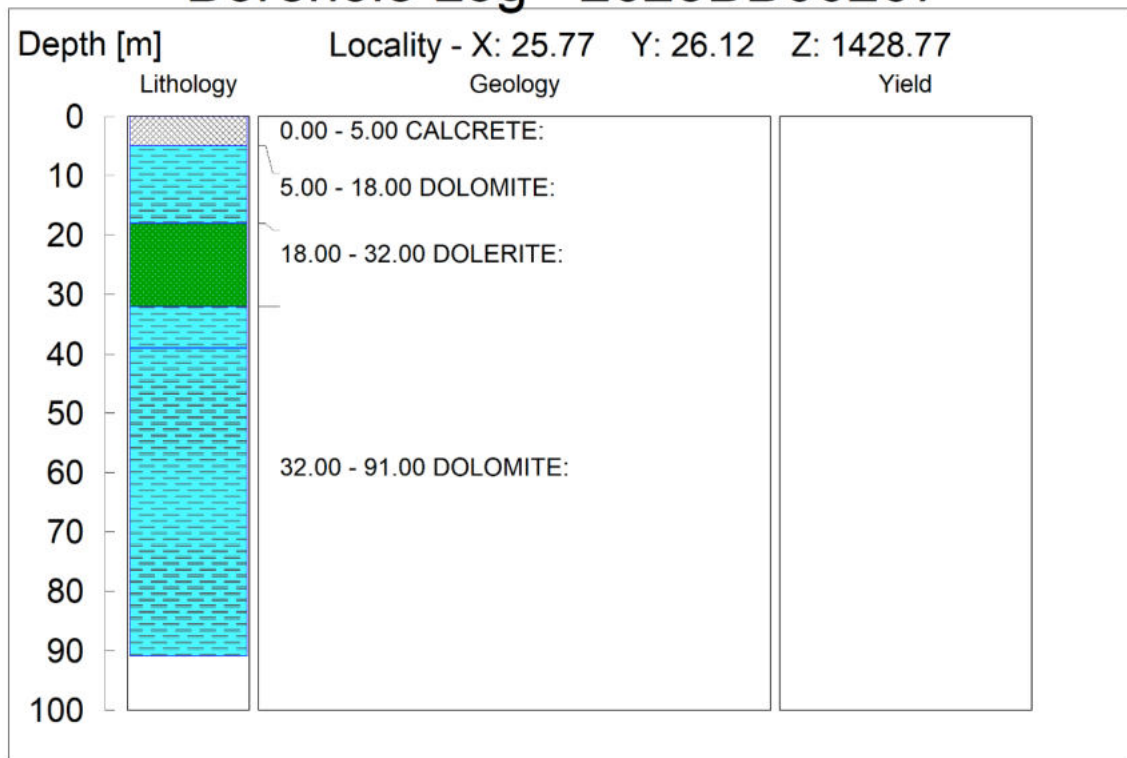 Depth [m]
Locality - X: 25.77 Y: 26.12 Z: 1428.77
Lithology
Geology
Yield
0
10
20
30
40
50
60
70
80
90
100
0.00 - 5.00 CALCRETE:
5.00 - 18.00 DOLOMITE:
18.00 - 32.00 DOLERITE:
32.00 - 91.00 DOLOMITE: